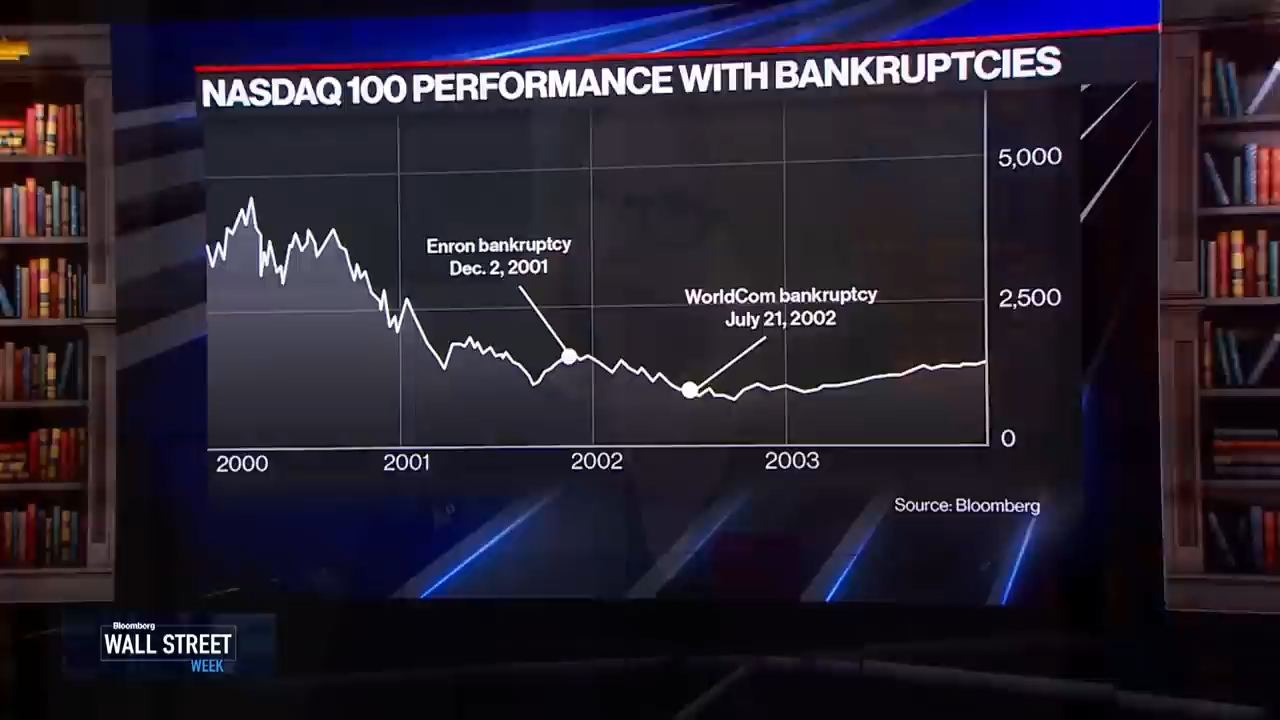 NASDAQ 100 PERFORMANCE WITH BANKRUPTCIES
5,000
Enron bankruptcy
Dec. 2, 2001
WorldCom bankruptcy
July 21, 2002
2,500
0
2000
2001
2002
2003
Source: Bloomberg
Bloomberg
WALL STREET
WEEK